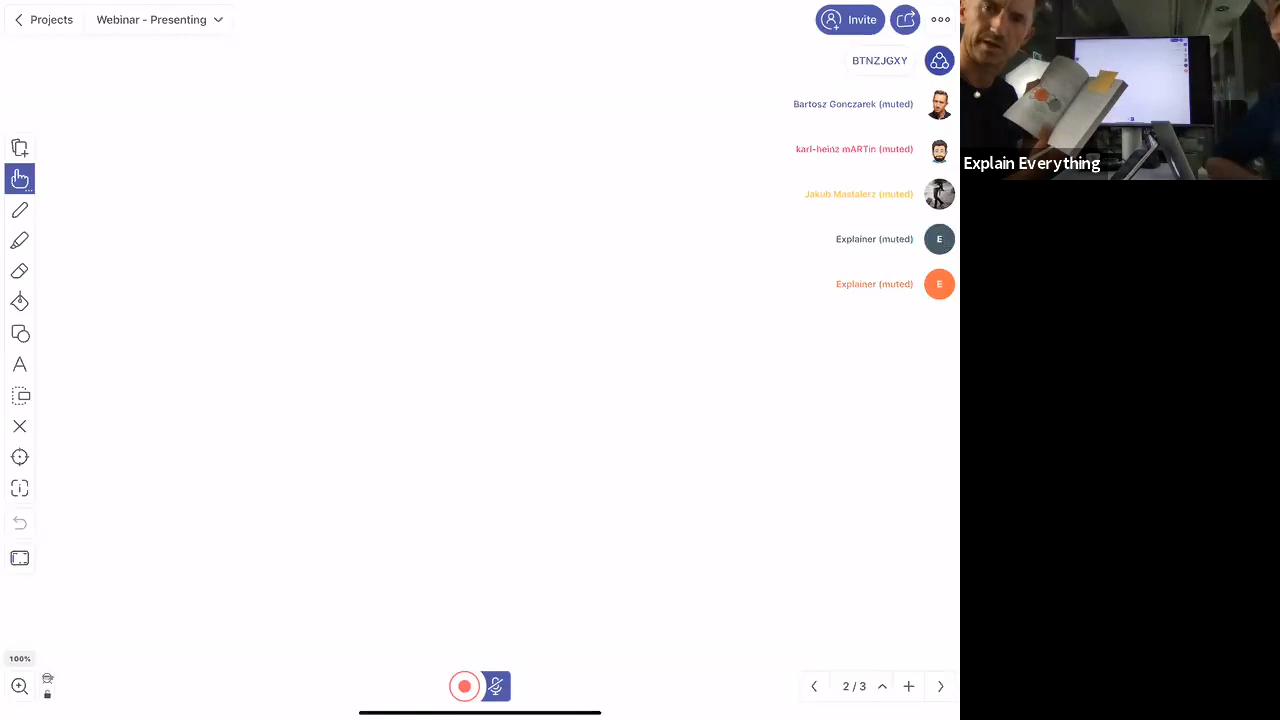 Projects
Webinar - Presenting
Invite
BTNZJGXY
Bartosz Gonczarek (muted)
karl-heinz mARTin (muted)
Jakub Mastalerz (muted)
Explainer (muted)
E
Explainer (muted)
E
Explain Everything
A
100%
2 / 3